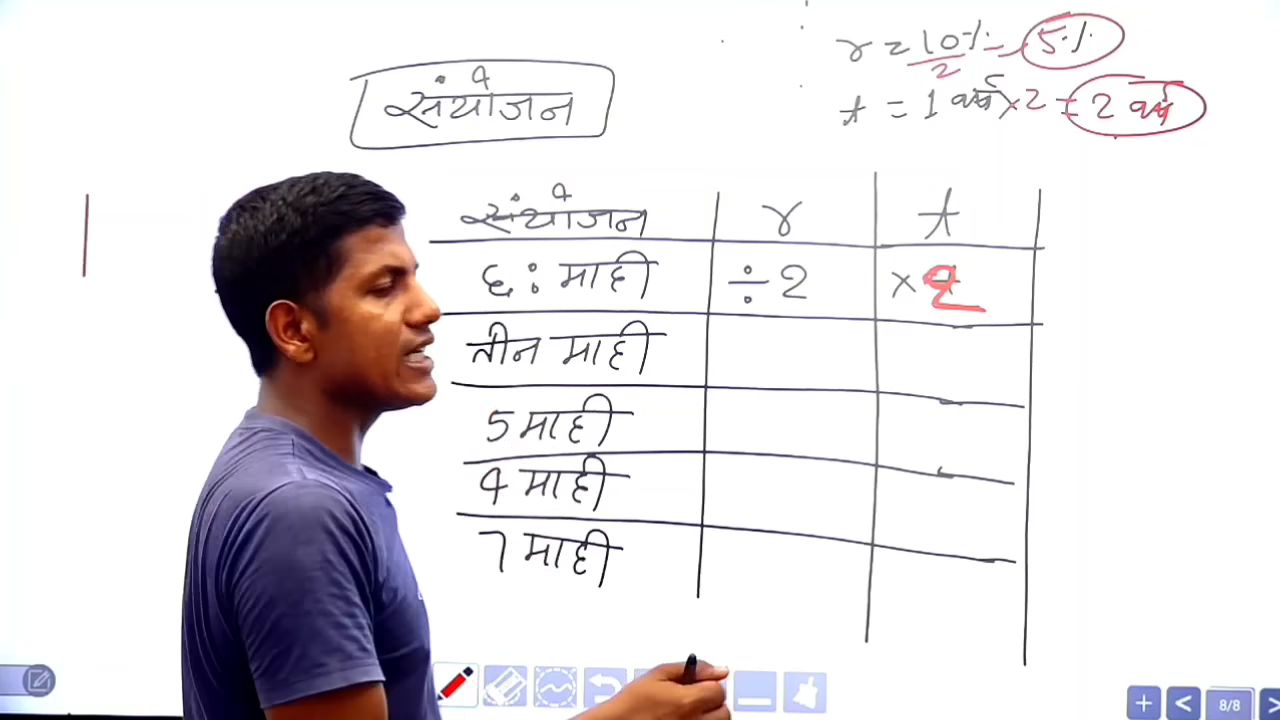 r = 10%/2 = 5%
t = 1 वर्ष × 2 = 2 वर्ष
संयोजन
संयोजन r t
छः माही ÷2 ×2
तीन माही
5 माही
4 माही
7 माही
8/8